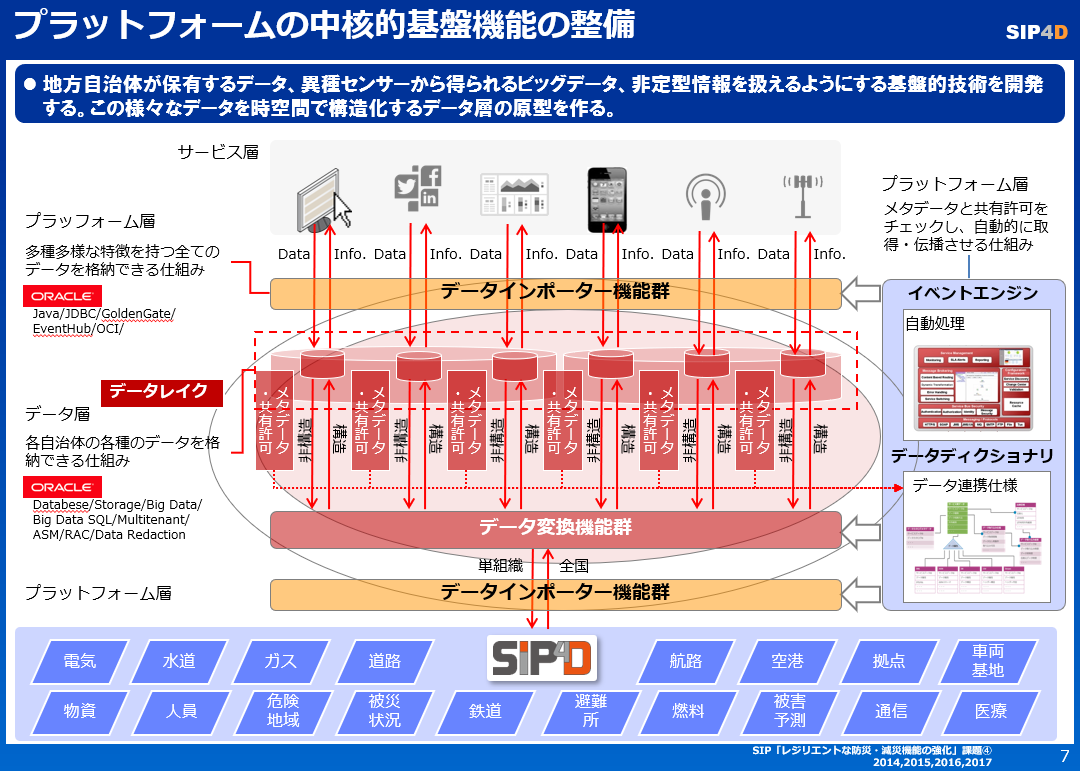 プラットフォームの中核的基盤機能の整備
SIP4D
● 地方自治体が保有するデータ、異種センサーから得られるビッグデータ、非定型情報を扱えるようにする基盤的技術を開発
する。この様々なデータを時空間で構造化するデータ層の原型を作る。
サービス層
プラッフォーム層
多種多様な特徴を持つ全ての
データを格納できる仕組み
ORACLE
Java/JDBC/GoldenGate/
EventHub/OCI/
Data Info. Data Info. Data Info. Data Info. Data Info. Data Info.
データインポーター機能群
プラットフォーム層
メタデータと共有許可を
チェックし、自動的に取
得・伝播させる仕組み
イベントエンジン
自動処理
データレイク
データ層
各自治体の各種のデータを格
納できる仕組み
ORACLE
Databese/Storage/Big Data/
Big Data SQL/Multitenant/
ASM/RAC/Data Redaction
メタデータ
・共有許可
非構造
構造
メタデータ
・共有許可
非構造
構造
メタデータ
・共有許可
非構造
構造
メタデータ
・共有許可
非構造
構造
メタデータ
・共有許可
非構造
構造
メタデータ
・共有許可
非構造
構造
データディクショナリ
データ連携仕様
データ変換機能群
単組織 全国
プラットフォーム層
データインポーター機能群
電気 水道 ガス 道路 SIP4D 航路 空港 拠点 車両
基地
物資 人員 危険
地域 被災
状況 鉄道 避難
所 燃料 被害
予測 通信 医療
SIP「レジリエントな防災・減災機能の強化」課題④
2014,2015,2016,2017
7